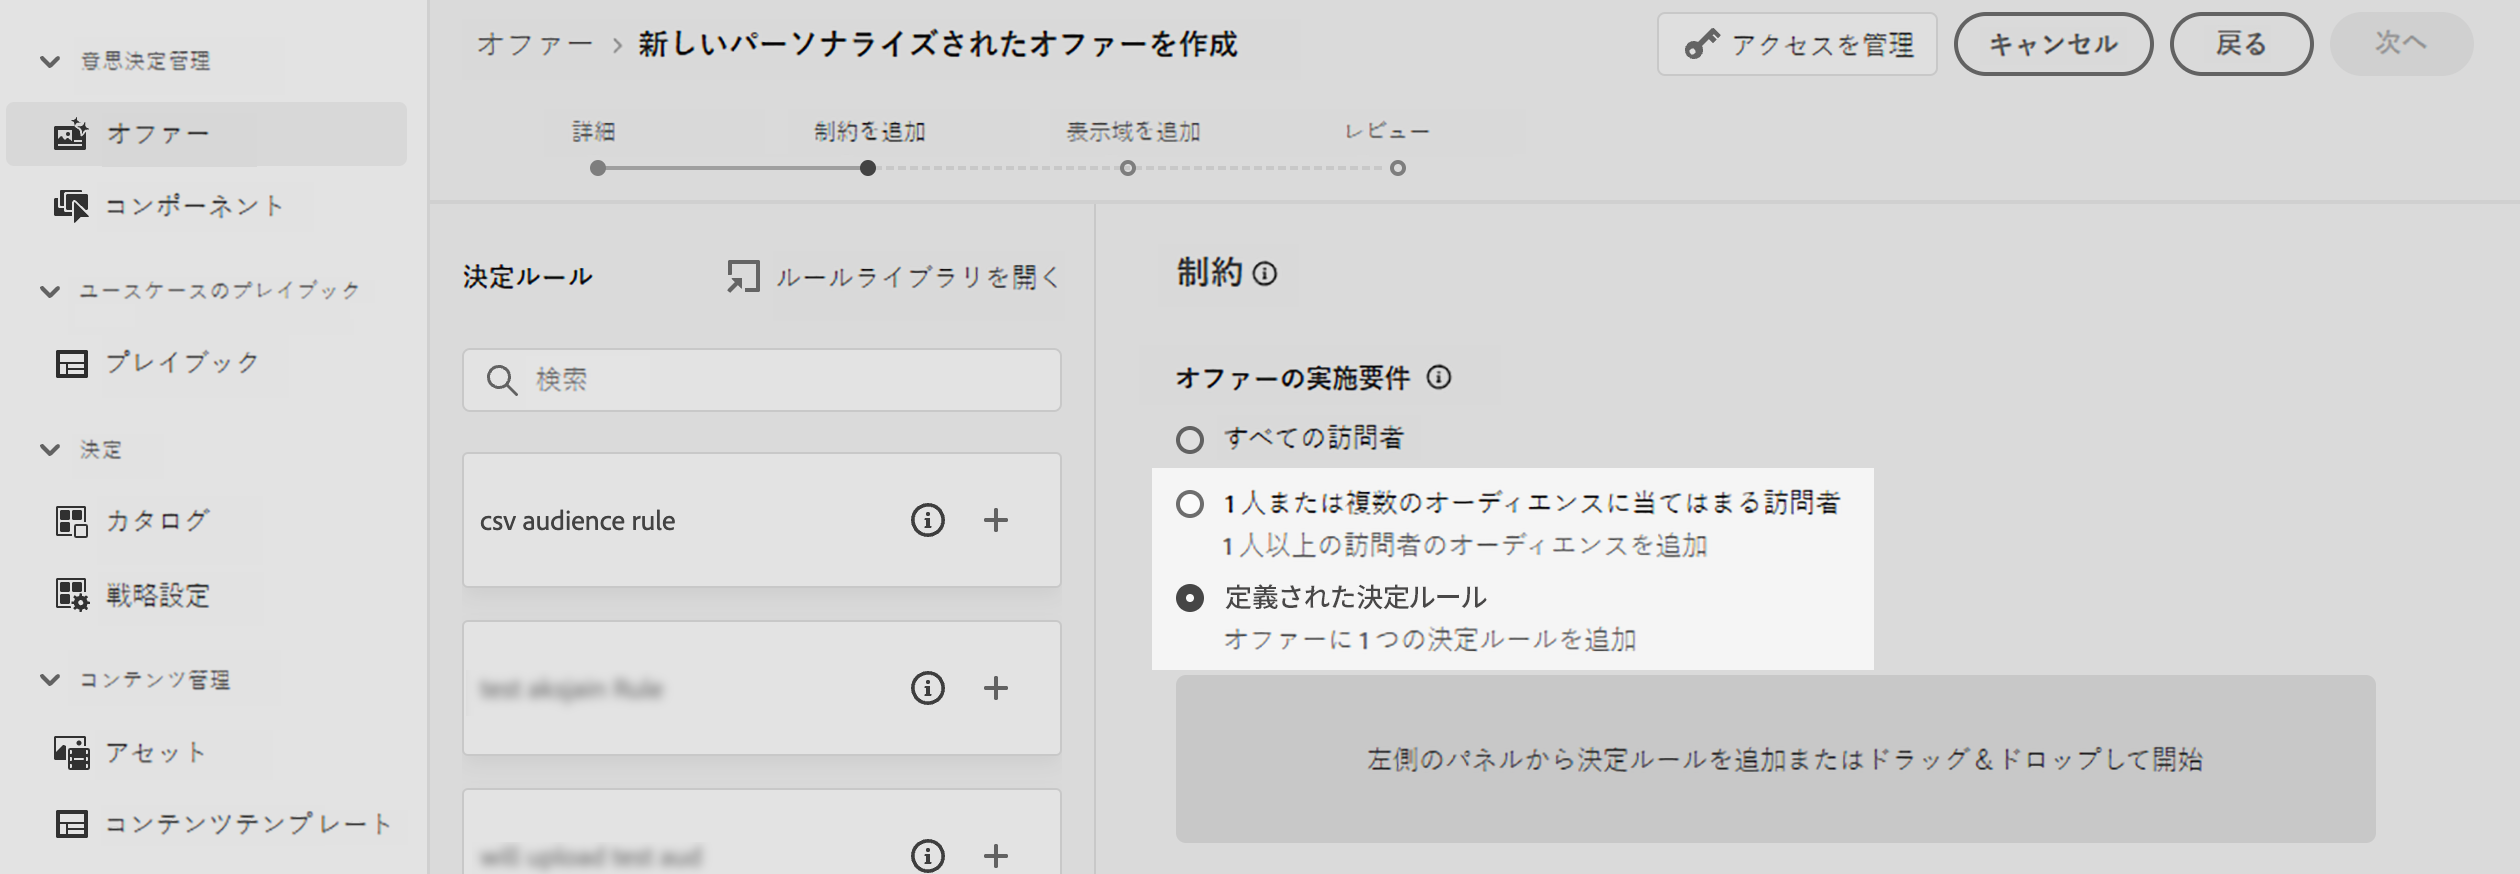 意思決定管理
オファー
コンポーネント
ユースケースのプレイブック
プレイブック
決定
カタログ
戦略設定
コンテンツ管理
アセット
コンテンツテンプレート
オファー > 新しいパーソナライズされたオファーを作成
アクセスを管理
キャンセル
戻る
次へ
詳細
制約を追加
表示域を追加
レビュー
決定ルール
ルールライブラリを開く
検索
csv audience rule
制約
オファーの実施要件
すべての訪問者
1人または複数のオーディエンスに当てはまる訪問者
1人以上の訪問者のオーディエンスを追加
定義された決定ルール
オファーに1つの決定ルールを追加
左側のパネルから決定ルールを追加またはドラッグ&ドロップして開始